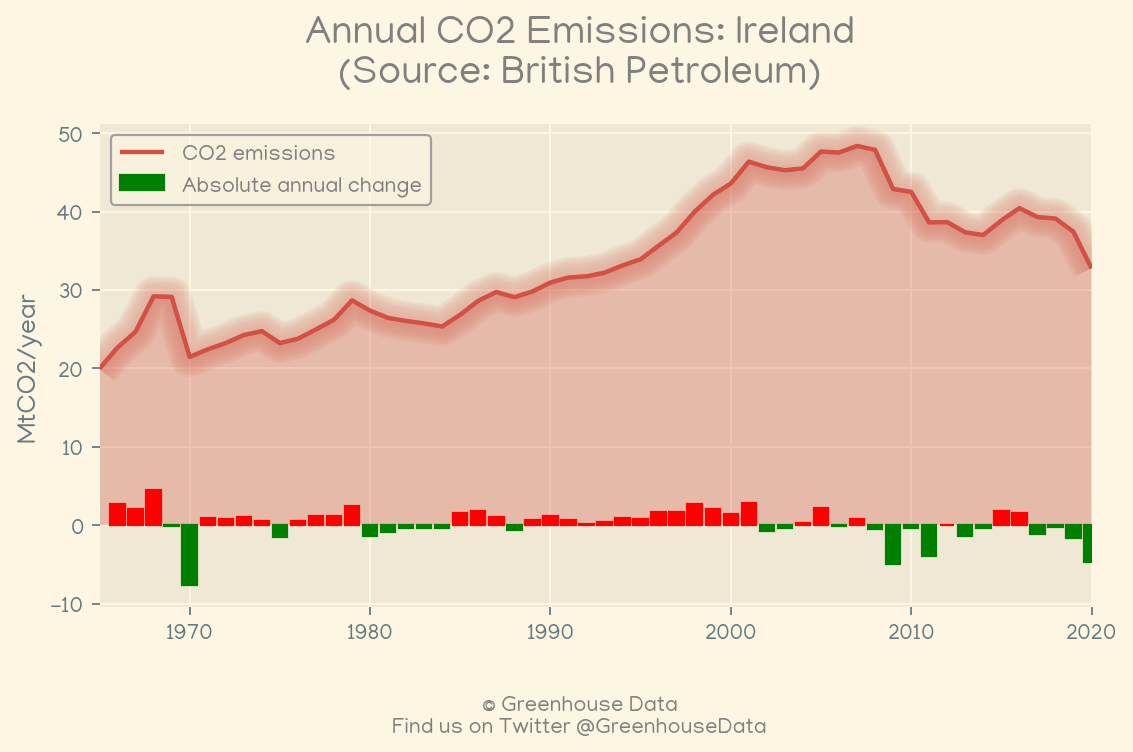 Annual CO2 Emissions: Ireland
(Source: British Petroleum)
CO2 emissions
Absolute annual change
MtCO2/year
50
40
30
20
10
0
−10
1970 1980 1990 2000 2010 2020
© Greenhouse Data
Find us on Twitter @GreenhouseData